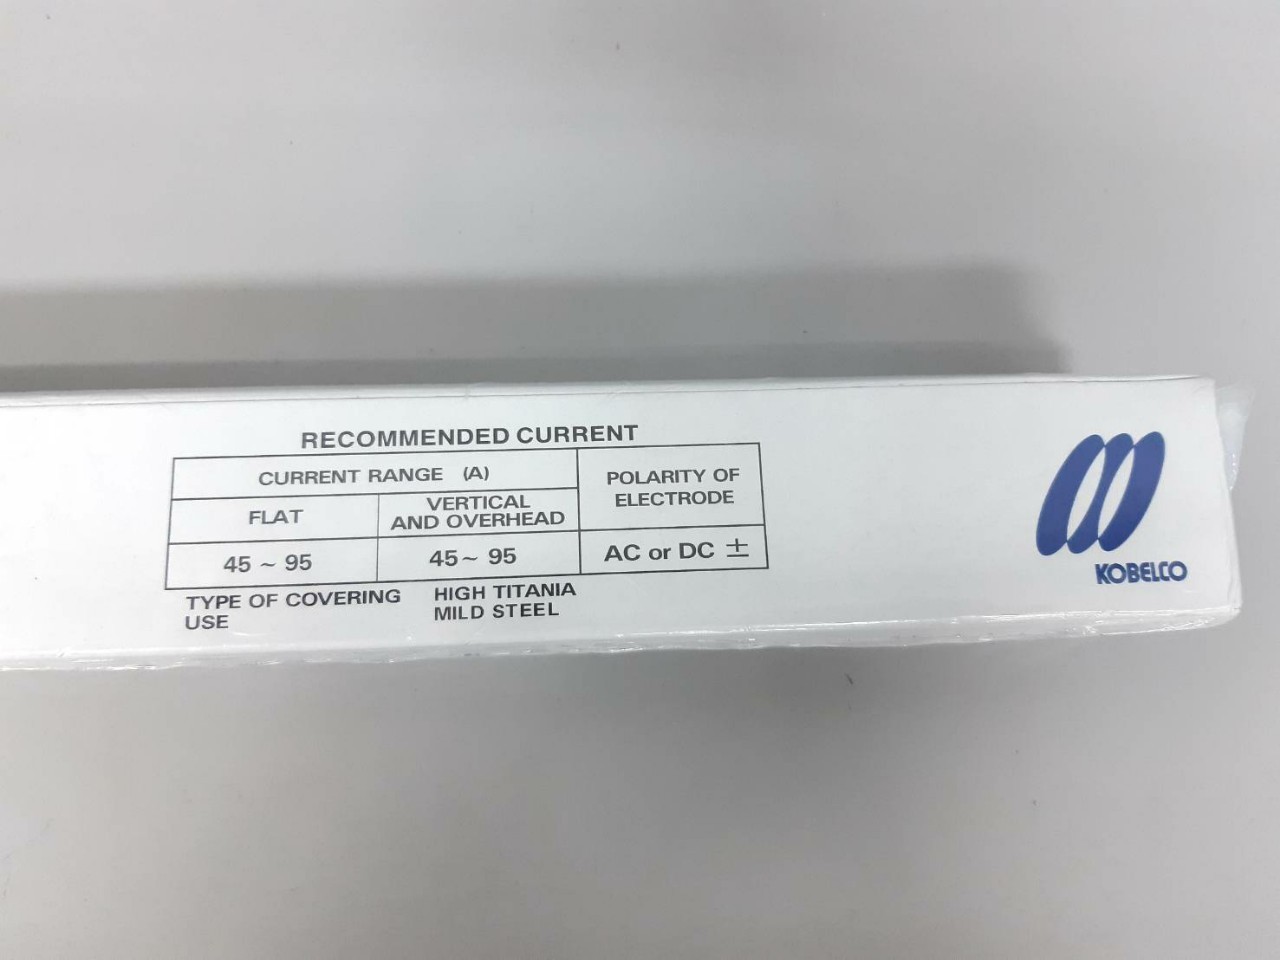 RECOMMENDED CURRENT
CURRENT RANGE (A)
POLARITY OF
ELECTRODE
FLAT
VERTICAL
AND OVERHEAD
45 ~ 95
45 ~ 95
AC or DC ±
TYPE OF COVERING HIGH TITANIA
USE MILD STEEL
KOBELCO